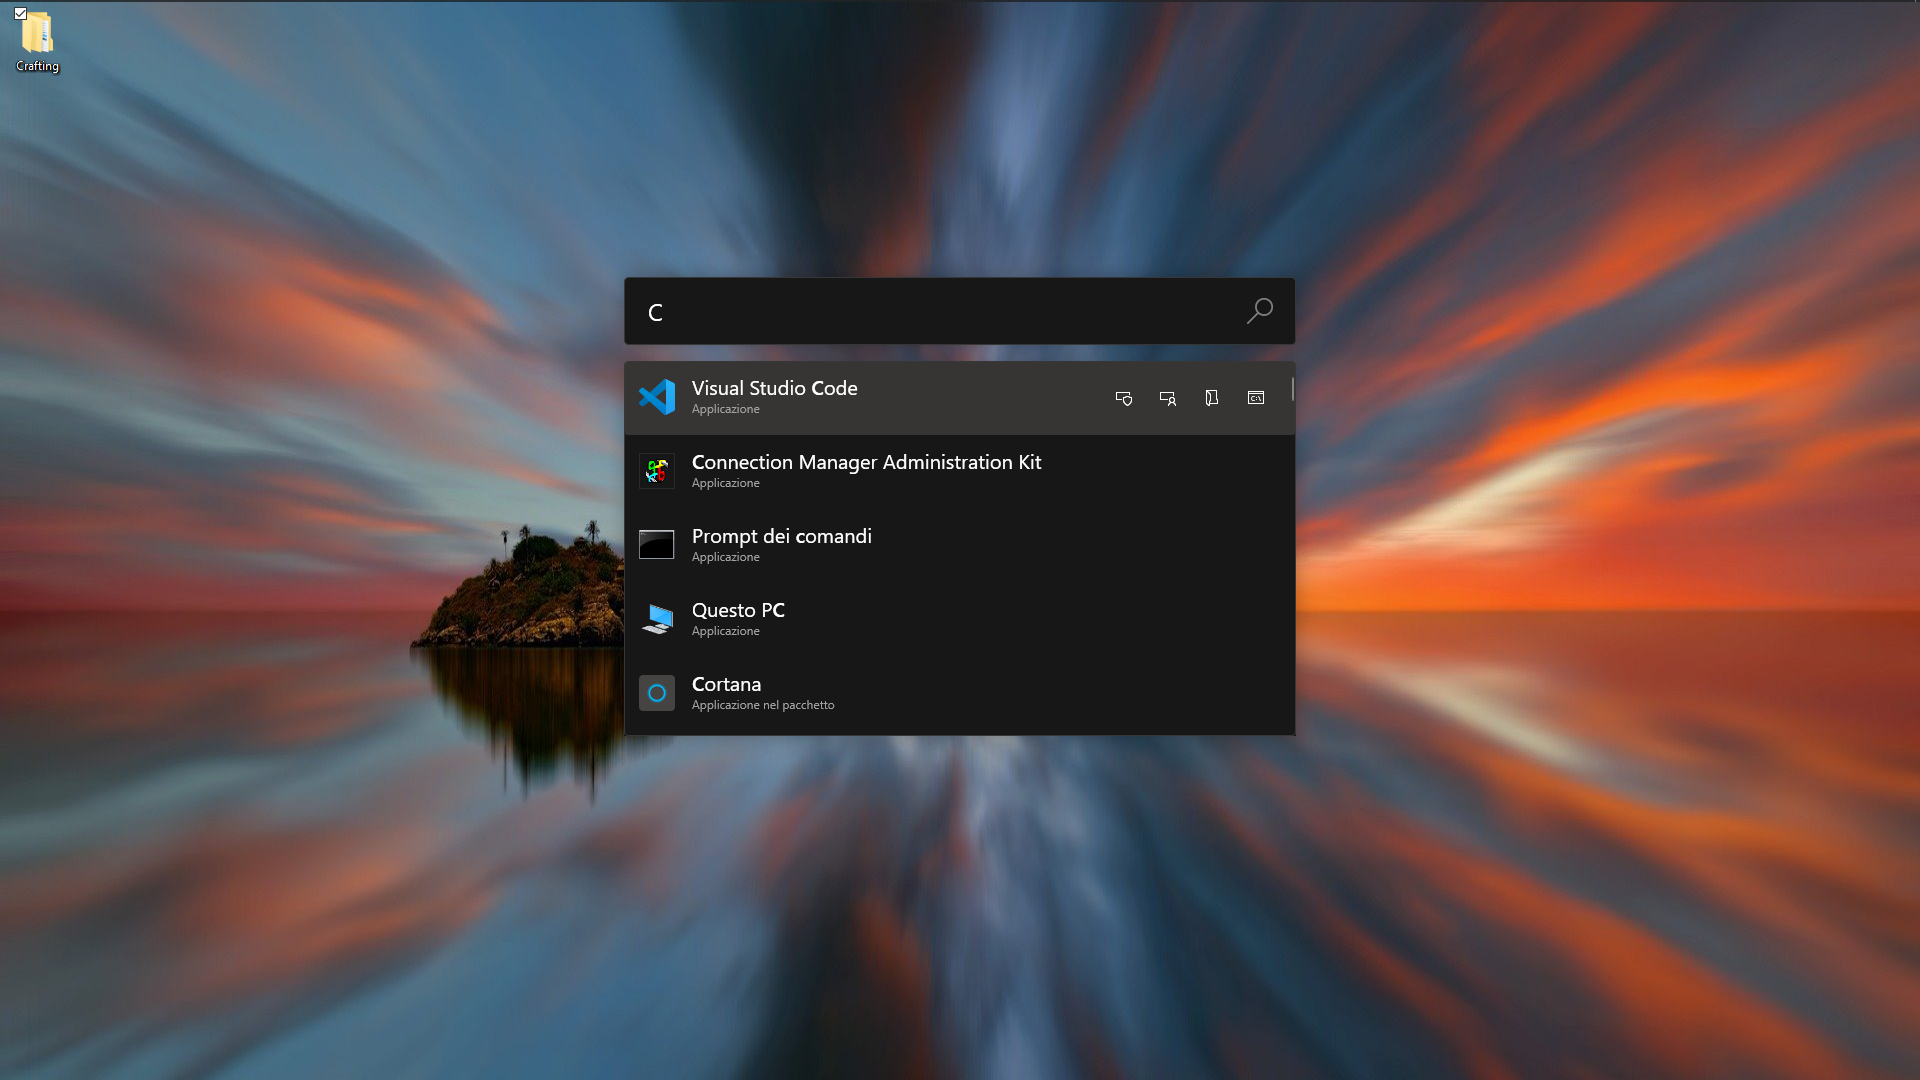 Crafting
C
Visual Studio Code
Applicazione
Connection Manager Administration Kit
Applicazione
Prompt dei comandi
Applicazione
Questo PC
Applicazione
Cortana
Applicazione nel pacchetto